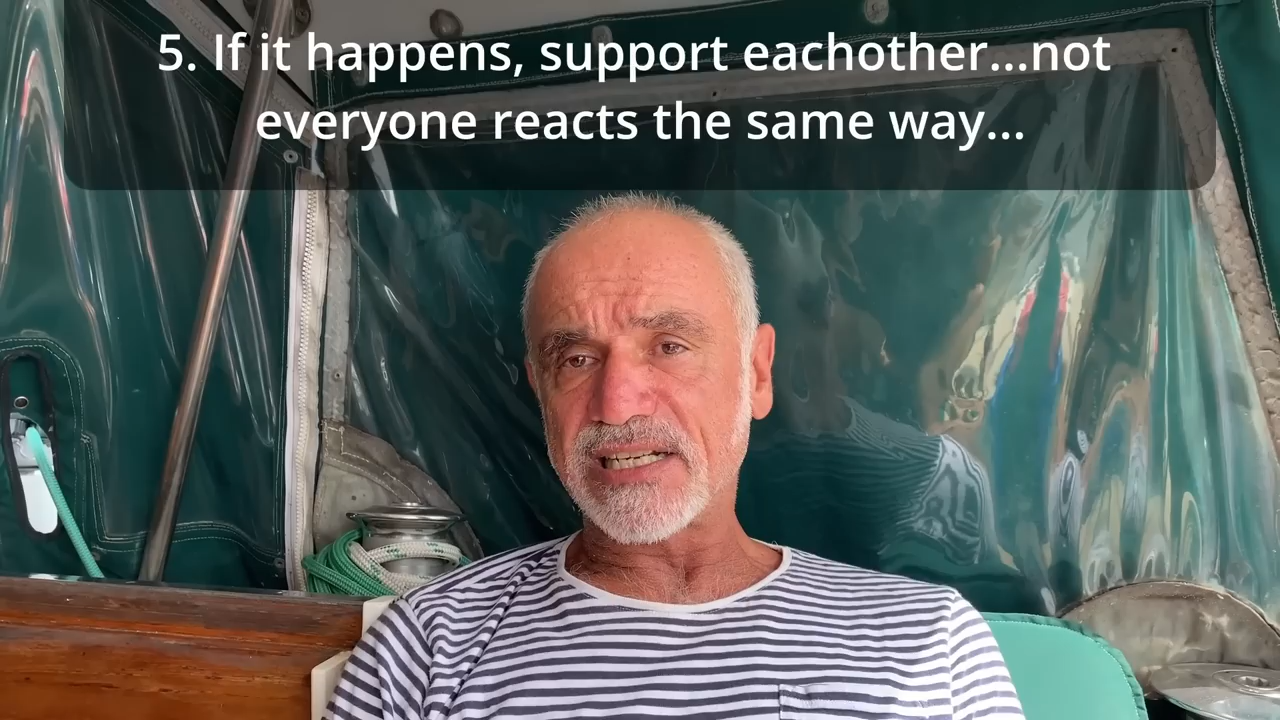 5. If it happens, support eachother...not
everyone reacts the same way...